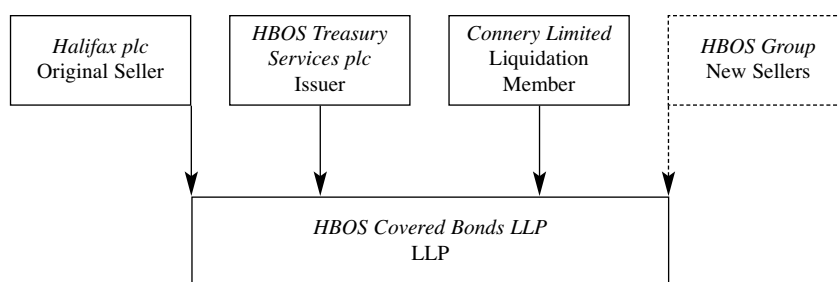 Halifax plc
Original Seller
HBOS Treasury
Services plc
Issuer
Connery Limited
Liquidation
Member
HBOS Group
New Sellers
HBOS Covered Bonds LLP
LLP